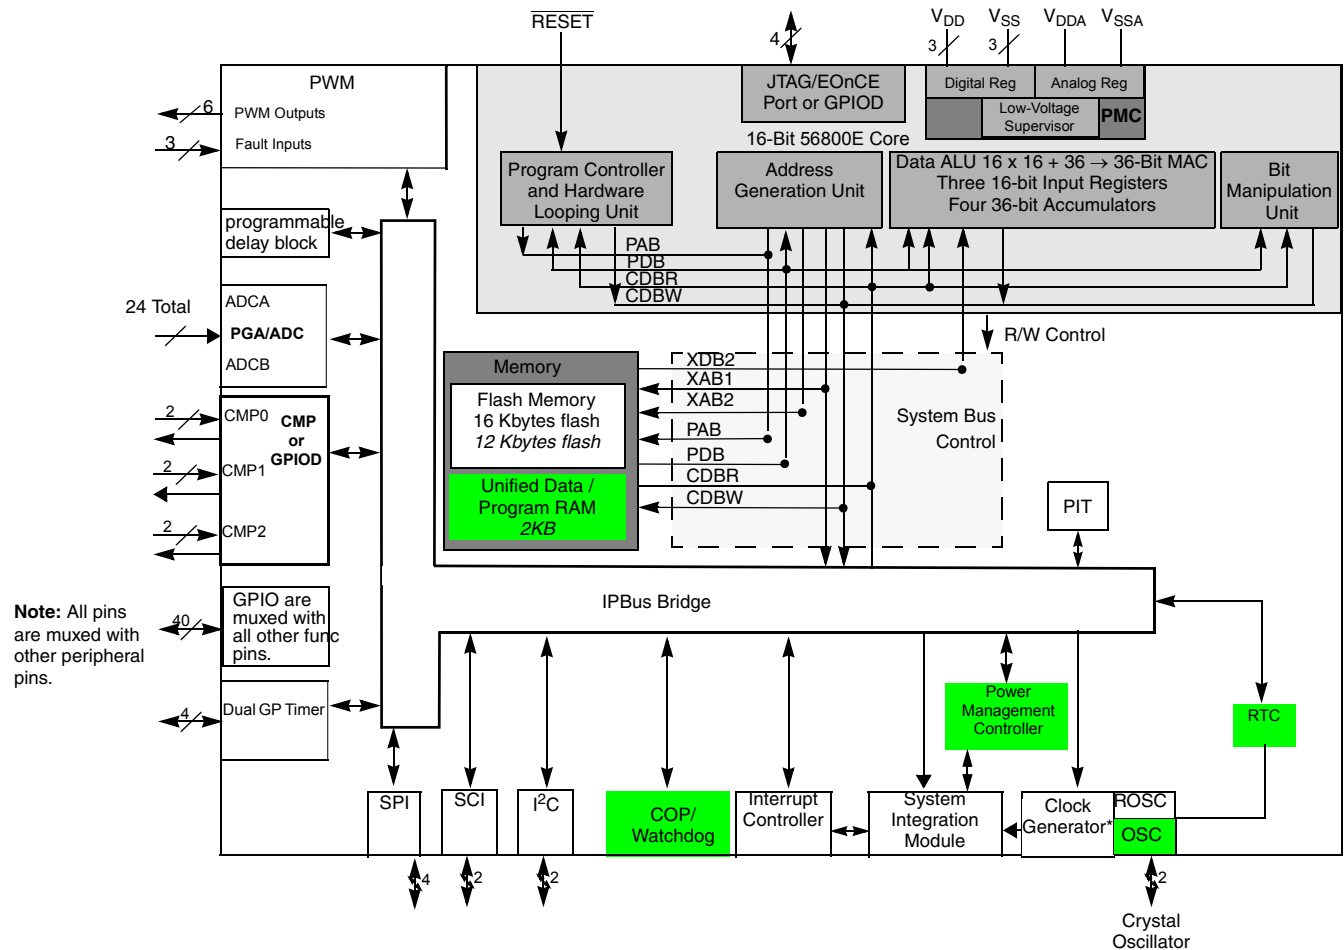 RESET
4
VDD
VSS
VDDA
VSSA
3
3
PWM
6
PWM Outputs
3
Fault Inputs
JTAG/EOnCE
Port or GPIOD
Digital Reg
Analog Reg
Low-Voltage
Supervisor
PMC
16-Bit 56800E Core
Program Controller
and Hardware
Looping Unit
Address
Generation Unit
Data ALU 16 x 16 + 36 → 36-Bit MAC
Three 16-bit Input Registers
Four 36-bit Accumulators
Bit
Manipulation
Unit
PAB
PDB
CDBR
CDBW
programmable
delay block
24 Total
ADCA
PGA/ADC
ADCB
R/W Control
Memory
Flash Memory
16 Kbytes flash
12 Kbytes flash
Unified Data /
Program RAM
2KB
XDB2
XAB1
XAB2
PAB
PDB
CDBR
CDBW
System Bus
Control
2
CMP0
CMP
or
GPIOD
2
CMP1
2
CMP2
PIT
IPBus Bridge
Note: All pins
are muxed with
other peripheral
pins.
40
GPIO are
muxed with
all other func
pins.
4
Dual GP Timer
Power
Management
Controller
RTC
SPI
SCI
I2C
COP/
Watchdog
Interrupt
Controller
System
Integration
Module
Clock
Generator*
ROSC
OSC
4
2
2
2
Crystal
Oscillator